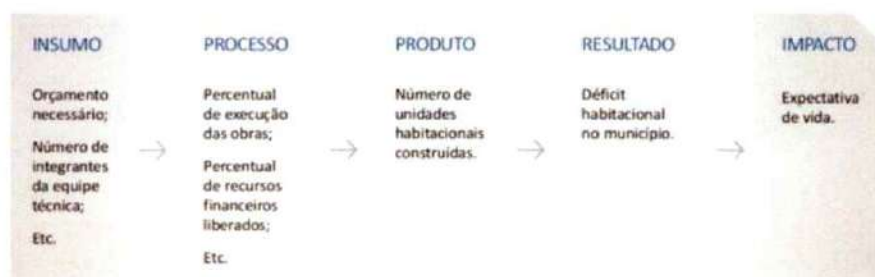 INSUMO
Orçamento
necessário;
Número de
integrantes
da equipe
técnica;
Etc.
PROCESSO
Percentual
de execução
das obras;
Percentual
de recursos
financeiros
liberados;
Etc.
PRODUTO
Número de
unidades
habitacionais
construídas.
RESULTADO
Déficit
habitacional
no município.
IMPACTO
Expectativa
de vida.